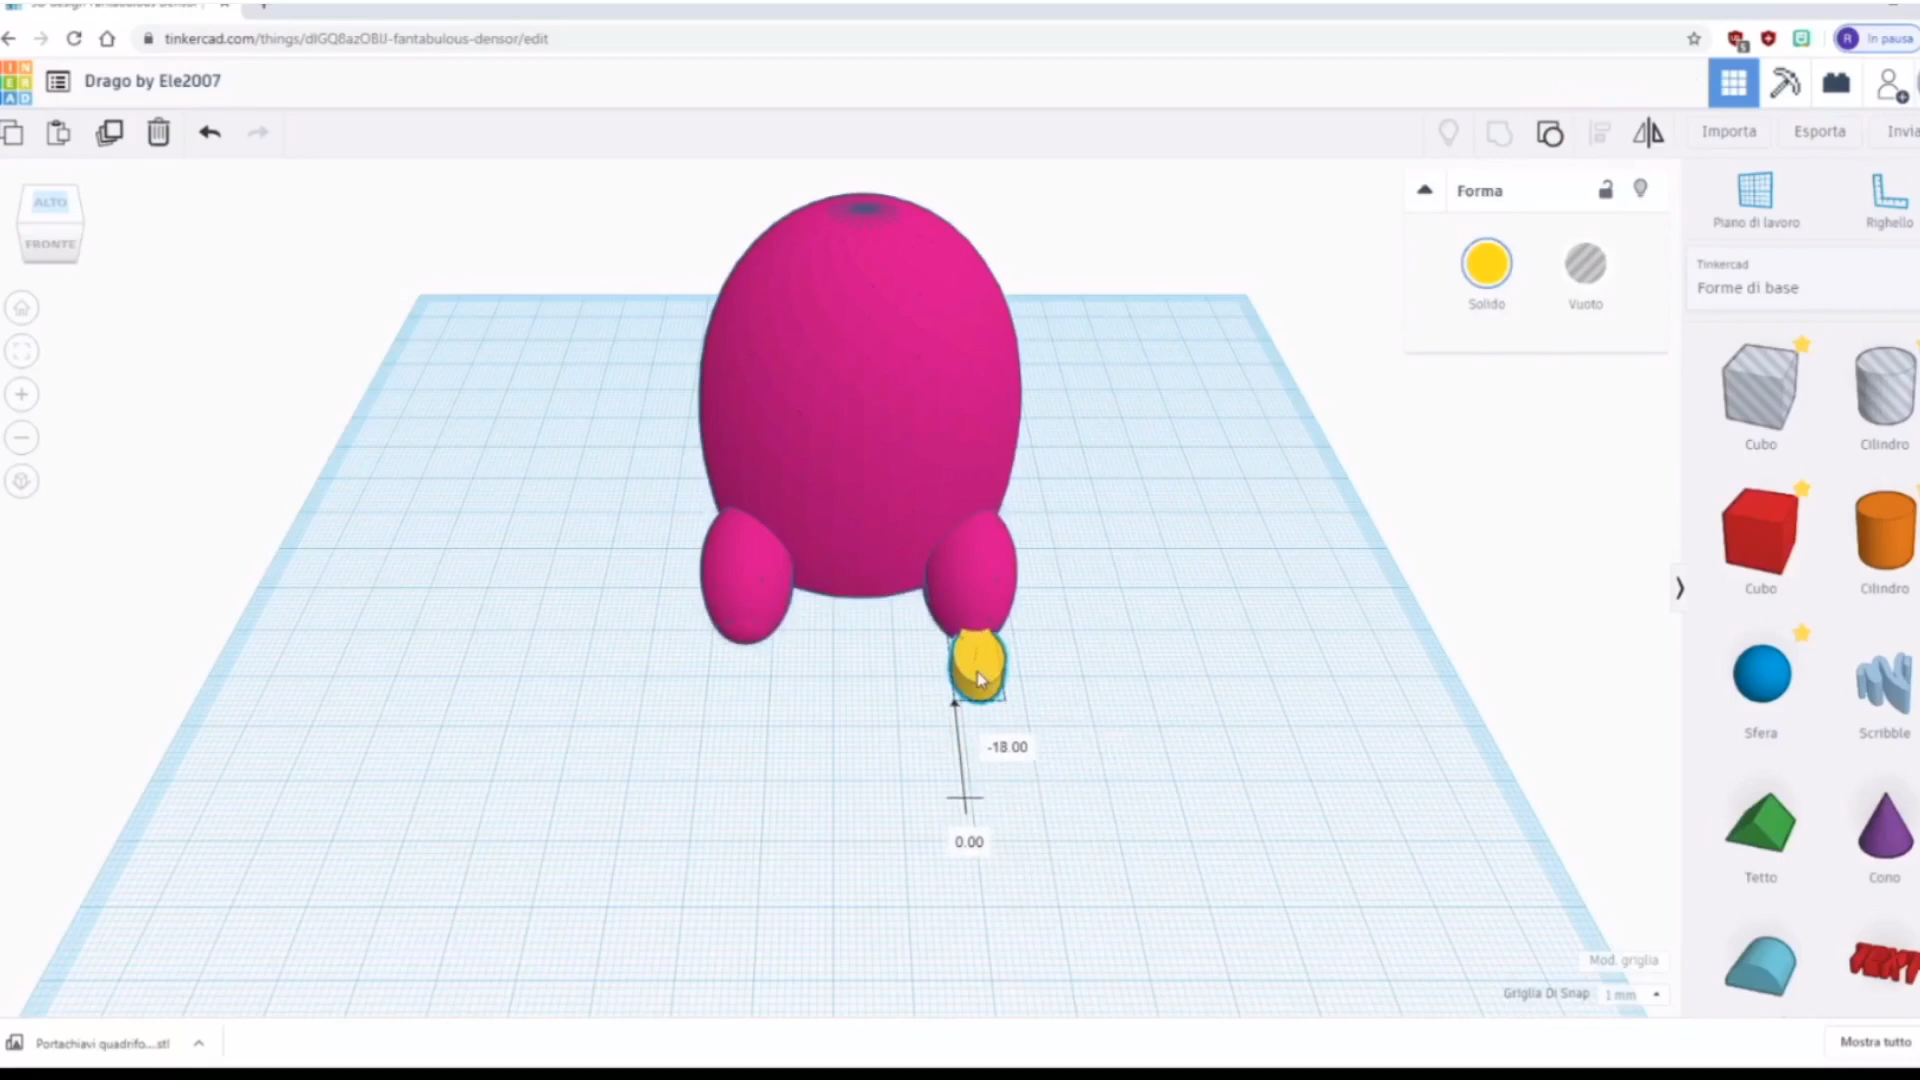 tinkercad.com/things/dIGQ8azOBIJ-fantabulous-densor/edit
R In pausa
Drago by Ele2007
Importa Esporta Invia
ALTO
FRONTE
Forma
Solido Vuoto
Piano di lavoro Righello
Tinkercad
Forme di base
Cubo Cilindro
Cubo Cilindro
Sfera Scribble
Tetto Cono
TEXT
-18.00
0.00
Mod. griglia
Griglia Di Snap 1 mm
Portachiavi quadrifo....stl
Mostra tutto